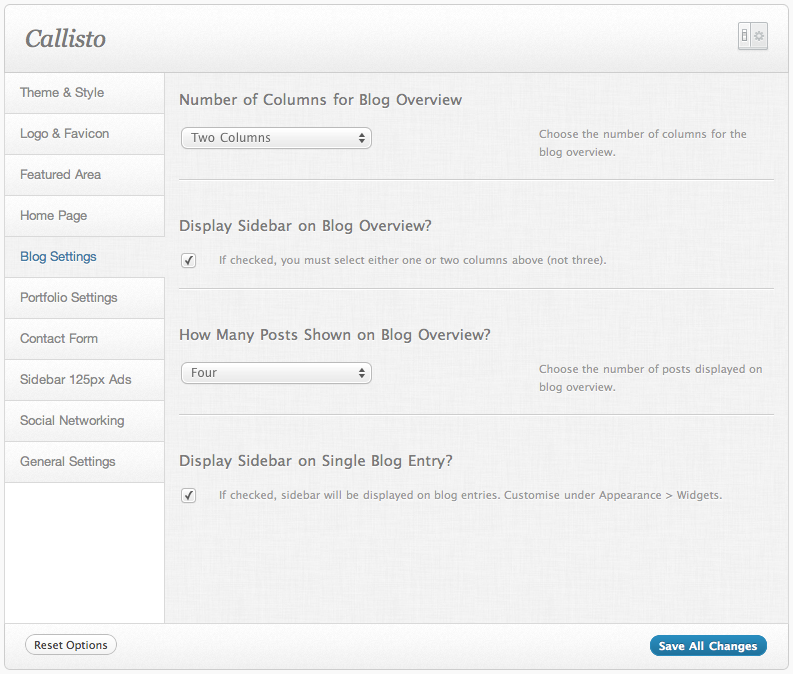 Callisto
Theme & Style
Logo & Favicon
Featured Area
Home Page
Blog Settings
Portfolio Settings
Contact Form
Sidebar 125px Ads
Social Networking
General Settings
Number of Columns for Blog Overview
Two Columns
Choose the number of columns for the
blog overview.
Display Sidebar on Blog Overview?
If checked, you must select either one or two columns above (not three).
How Many Posts Shown on Blog Overview?
Four
Choose the number of posts displayed on
blog overview.
Display Sidebar on Single Blog Entry?
If checked, sidebar will be displayed on blog entries. Customise under Appearance > Widgets.
Reset Options
Save All Changes